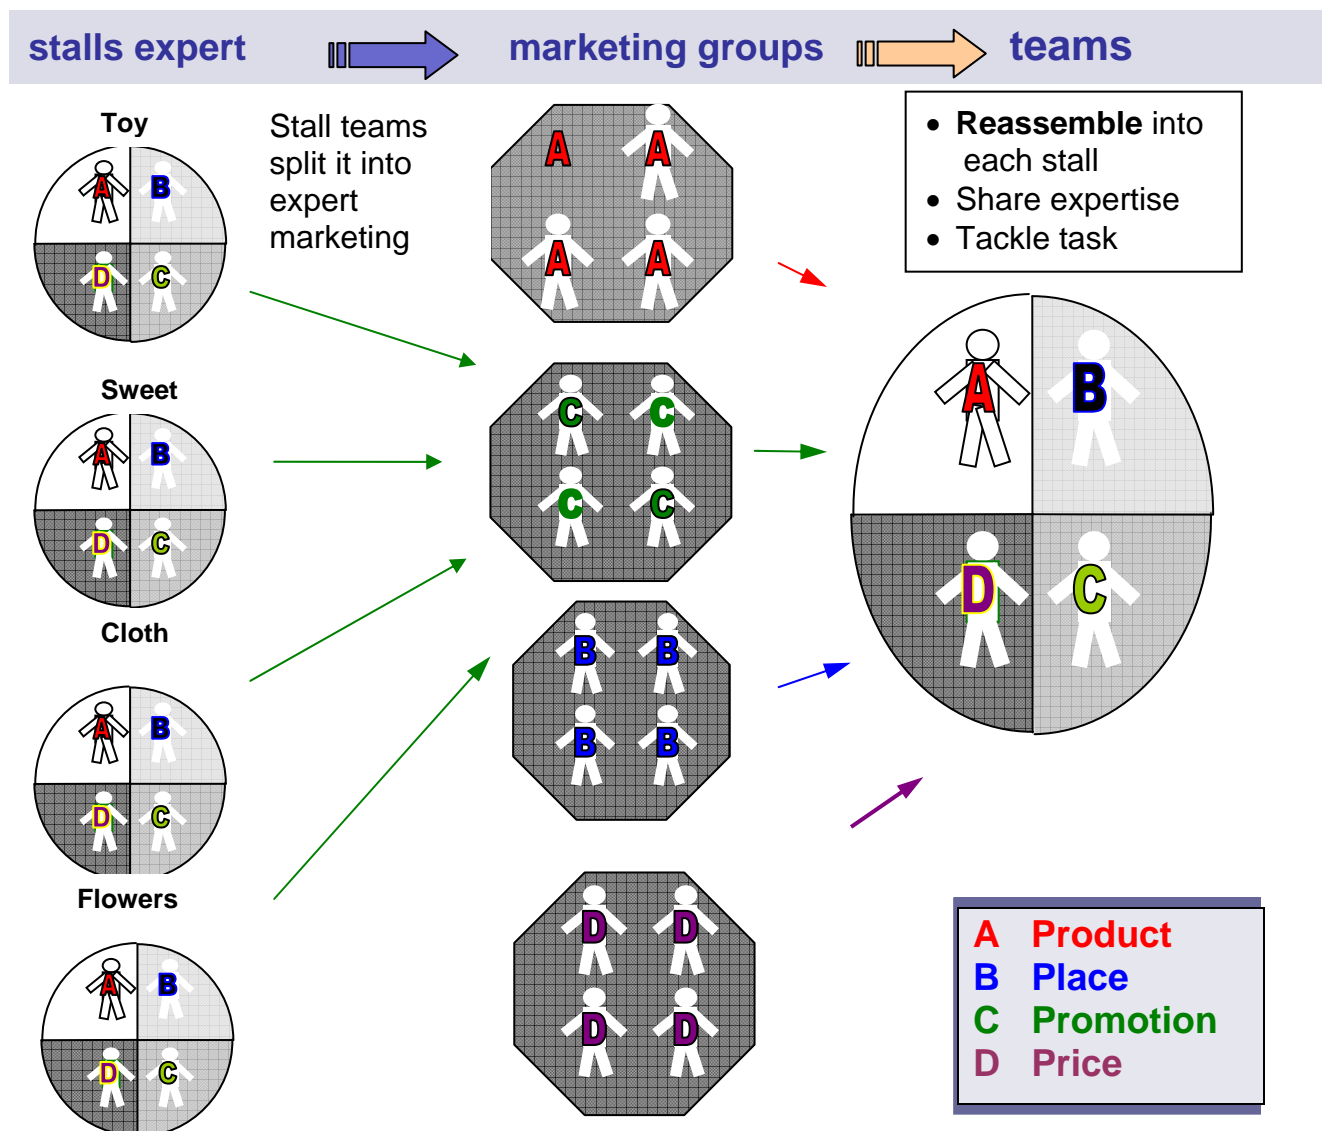 stalls expert
marketing groups
teams
Toy
A
B
D
C
Sweet
A
B
D
C
Cloth
A
B
D
C
Flowers
A
B
D
C
Stall teams
split it into
expert
marketing
A
A
A
A
C
C
C
C
B
B
B
B
D
D
D
D
• Reassemble into
each stall
• Share expertise
• Tackle task
A
B
D
C
A Product
B Place
C Promotion
D Price